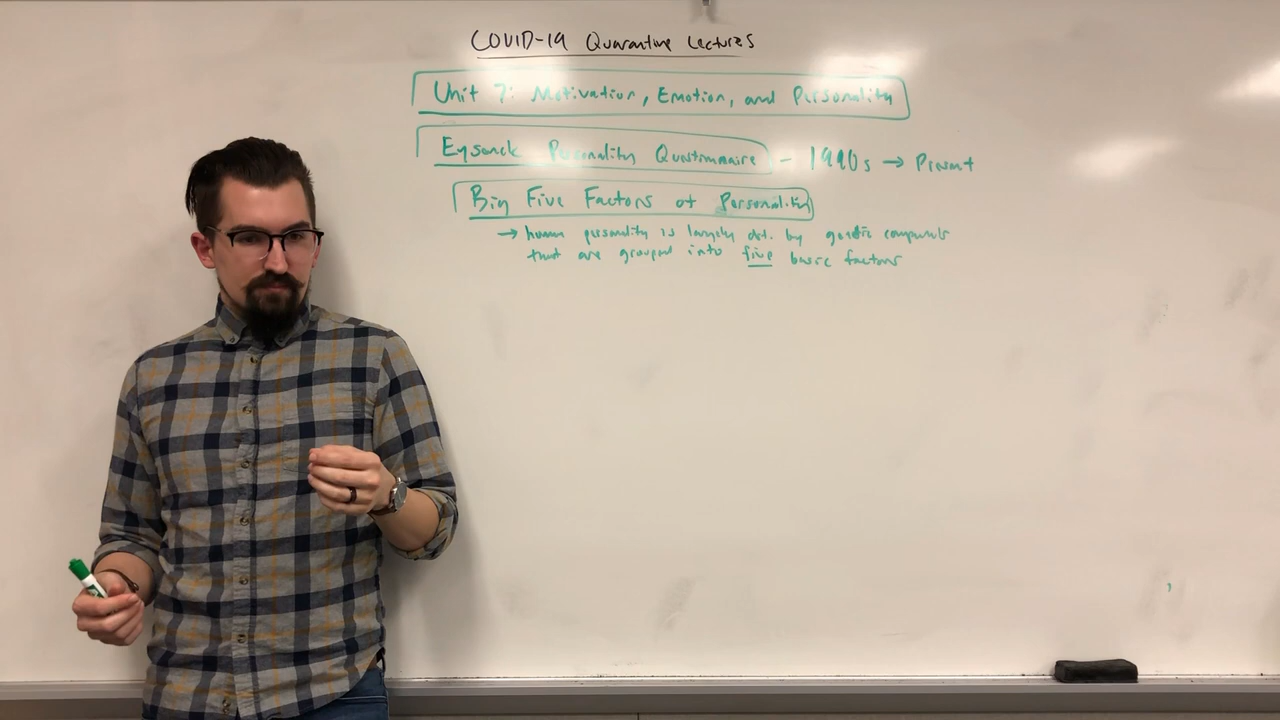 COVID-19 Quarantine Lectures
Unit 7: Motivation, Emotion, and Personality
Eysenck Personality Questionnaire - 1990s → Present
Big Five Factors of Personality
→ human personality is largely det. by genetic components
that are grouped into five basic factors